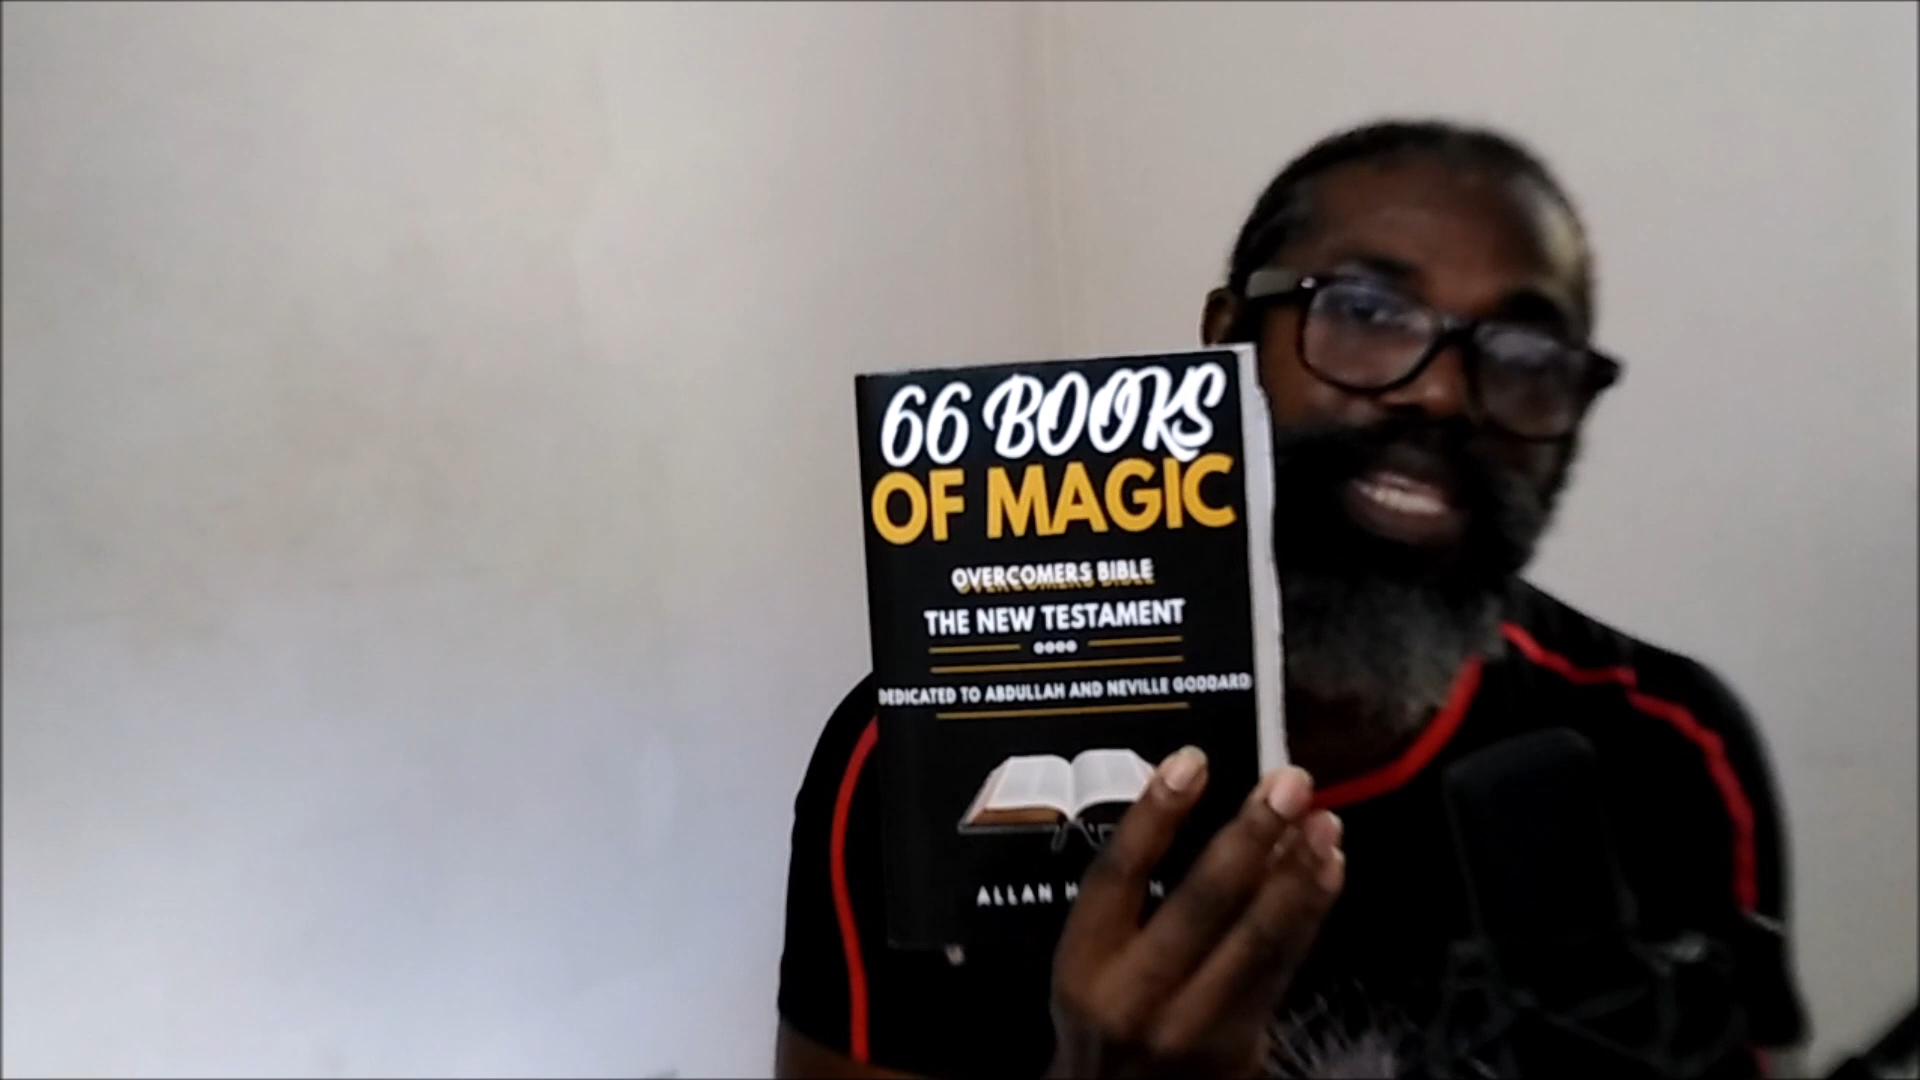 66 BOOKS
OF MAGIC
OVERCOMERS BIBLE
THE NEW TESTAMENT
DEDICATED TO ABDULLAH AND NEVILLE GODDARD
ALLAN